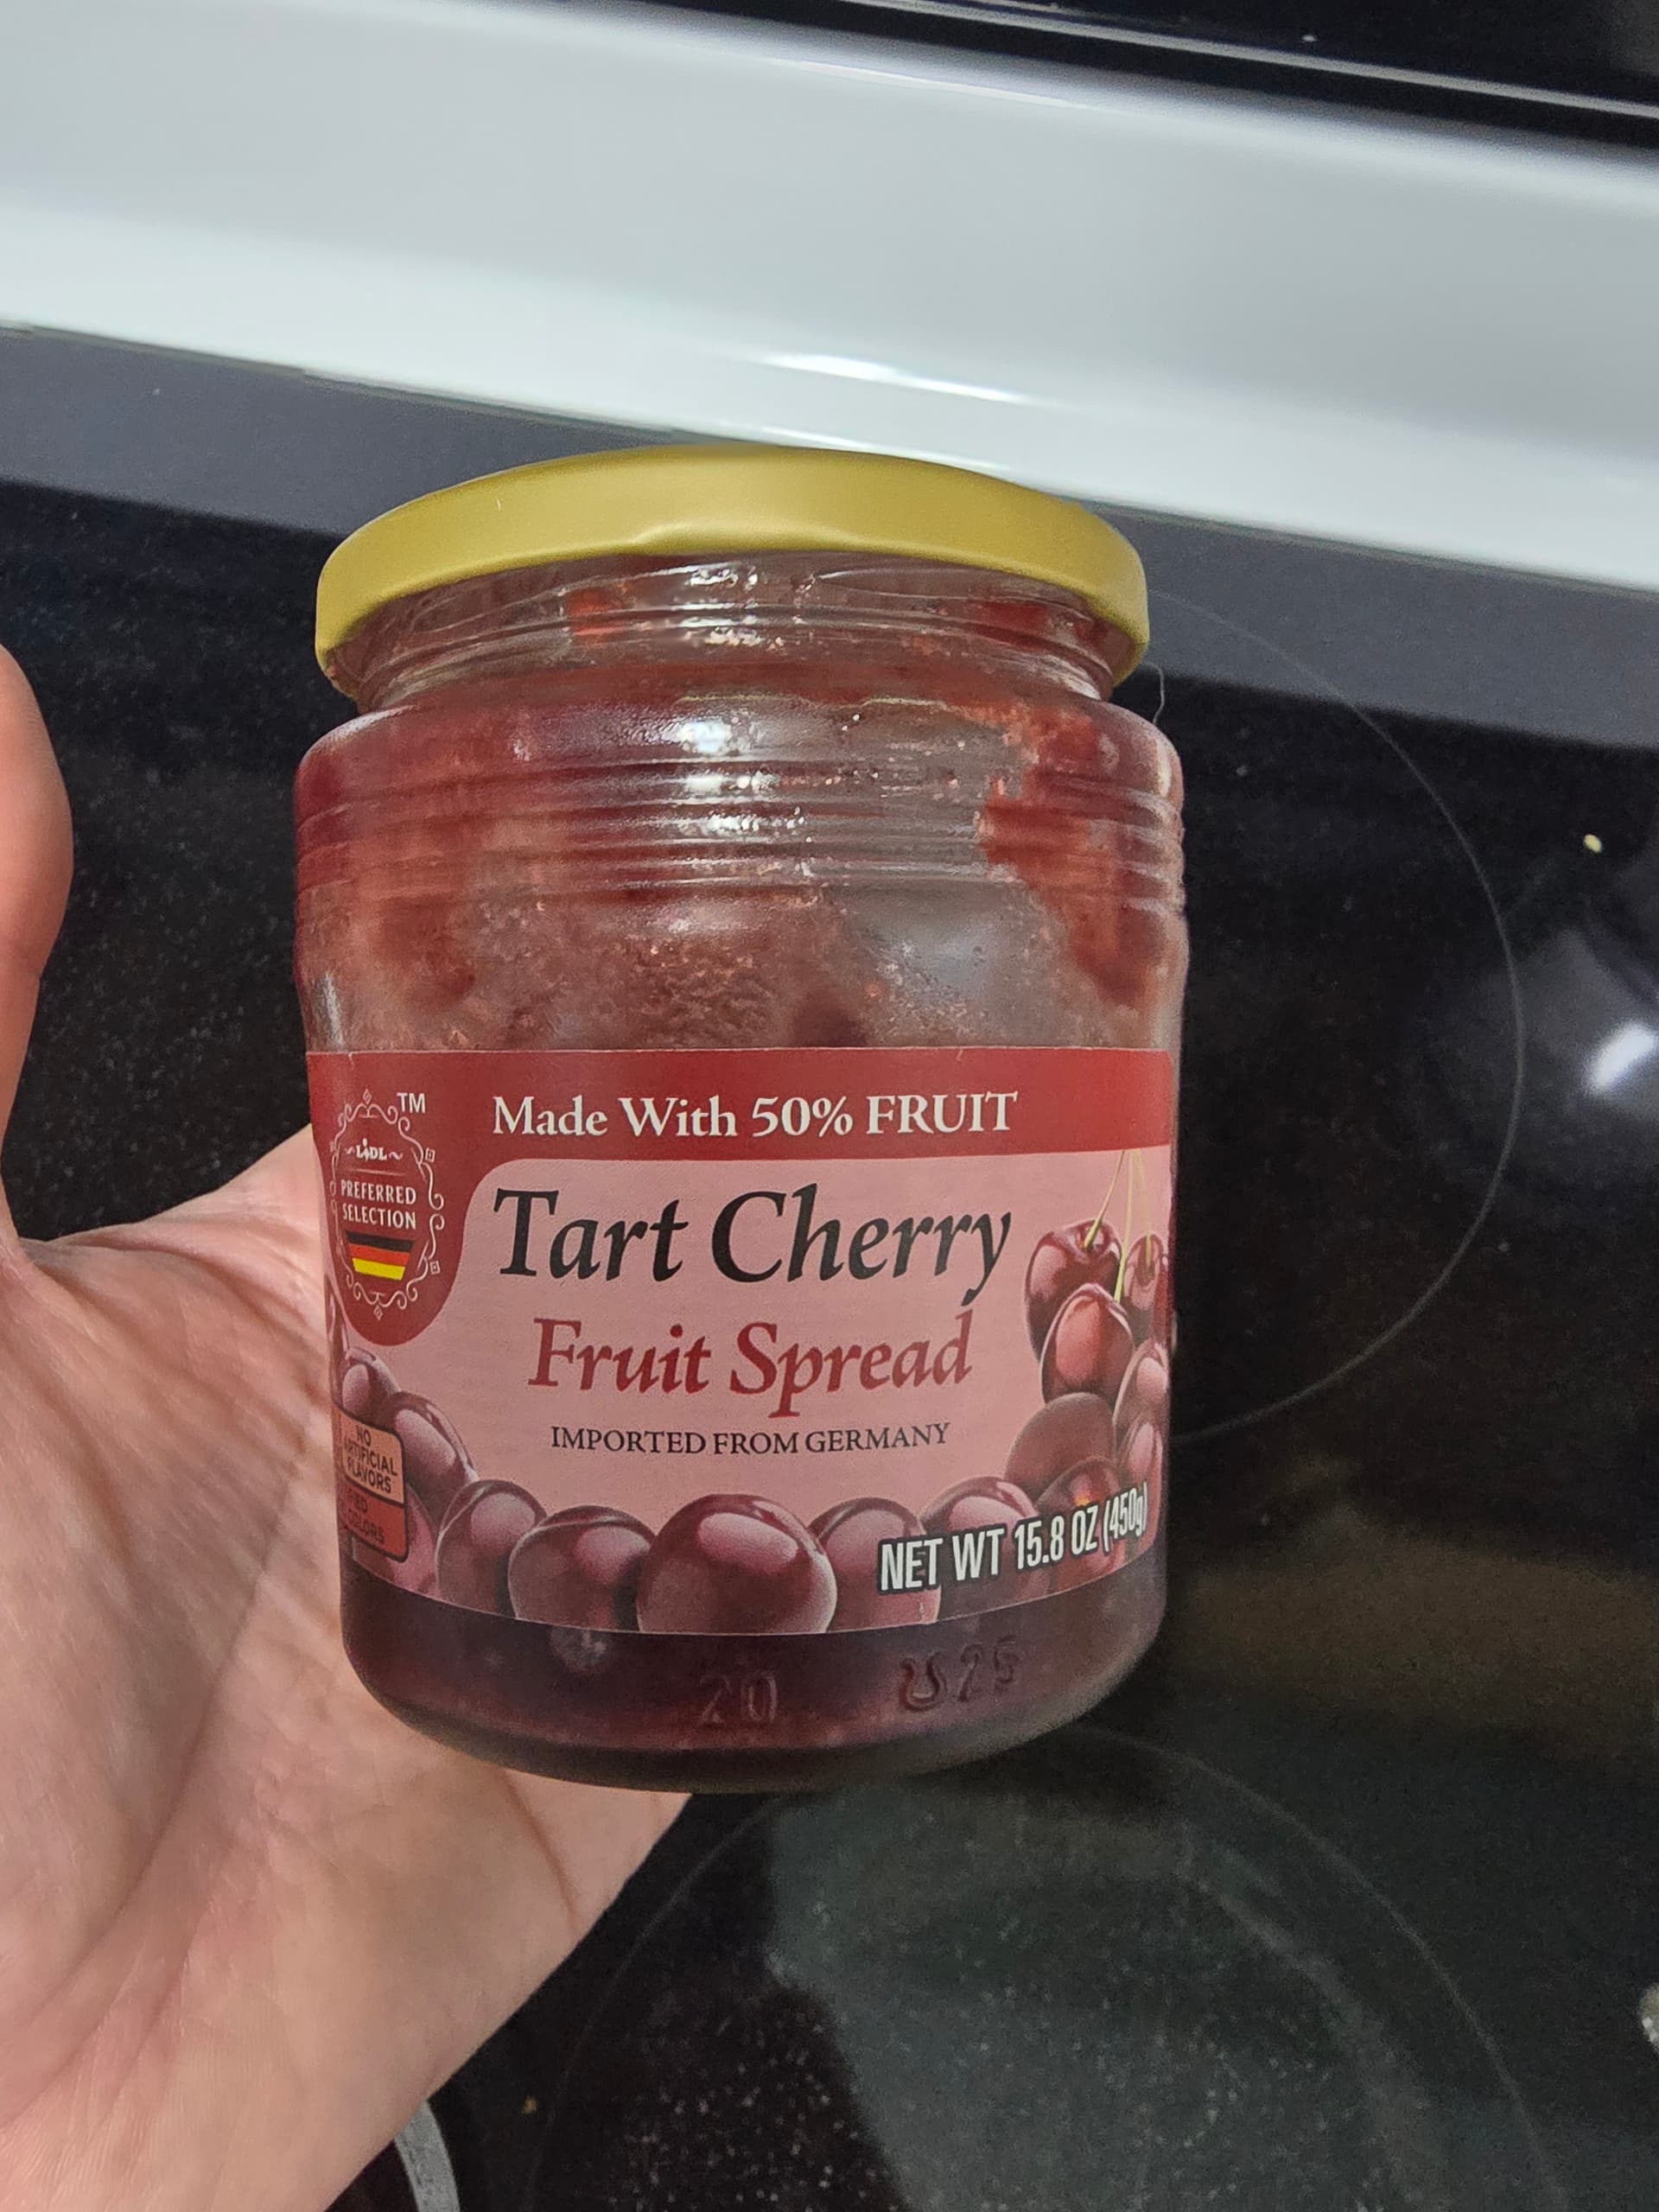 Made With 50% FRUIT
TM
LIDL
PREFERRED
SELECTION
Tart Cherry
Fruit Spread
IMPORTED FROM GERMANY
NO
ARTIFICIAL
FLAVORS
NET WT 15.8 OZ (450g)
20 25